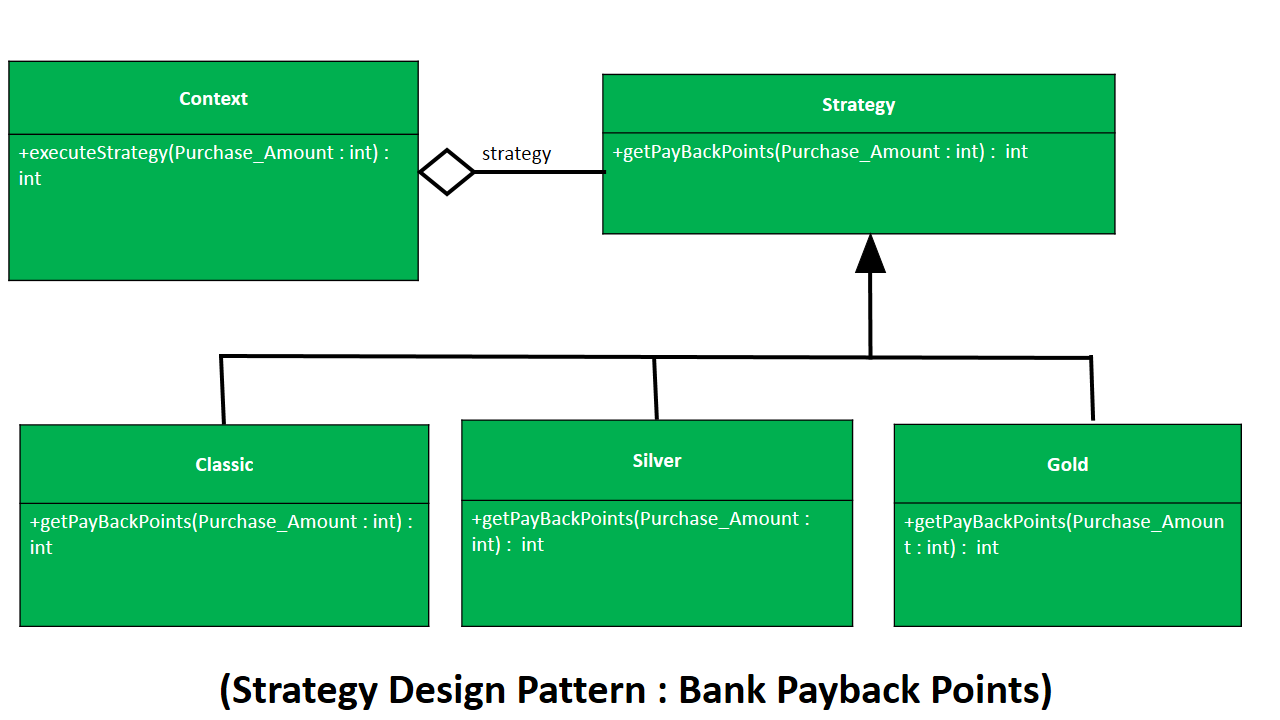 Context
+executeStrategy(Purchase_Amount : int) :
int
strategy
Strategy
+getPayBackPoints(Purchase_Amount : int) :  int
Classic
+getPayBackPoints(Purchase_Amount : int) :
int
Silver
+getPayBackPoints(Purchase_Amount :
int) :  int
Gold
+getPayBackPoints(Purchase_Amoun
t : int) :  int
(Strategy Design Pattern : Bank Payback Points)